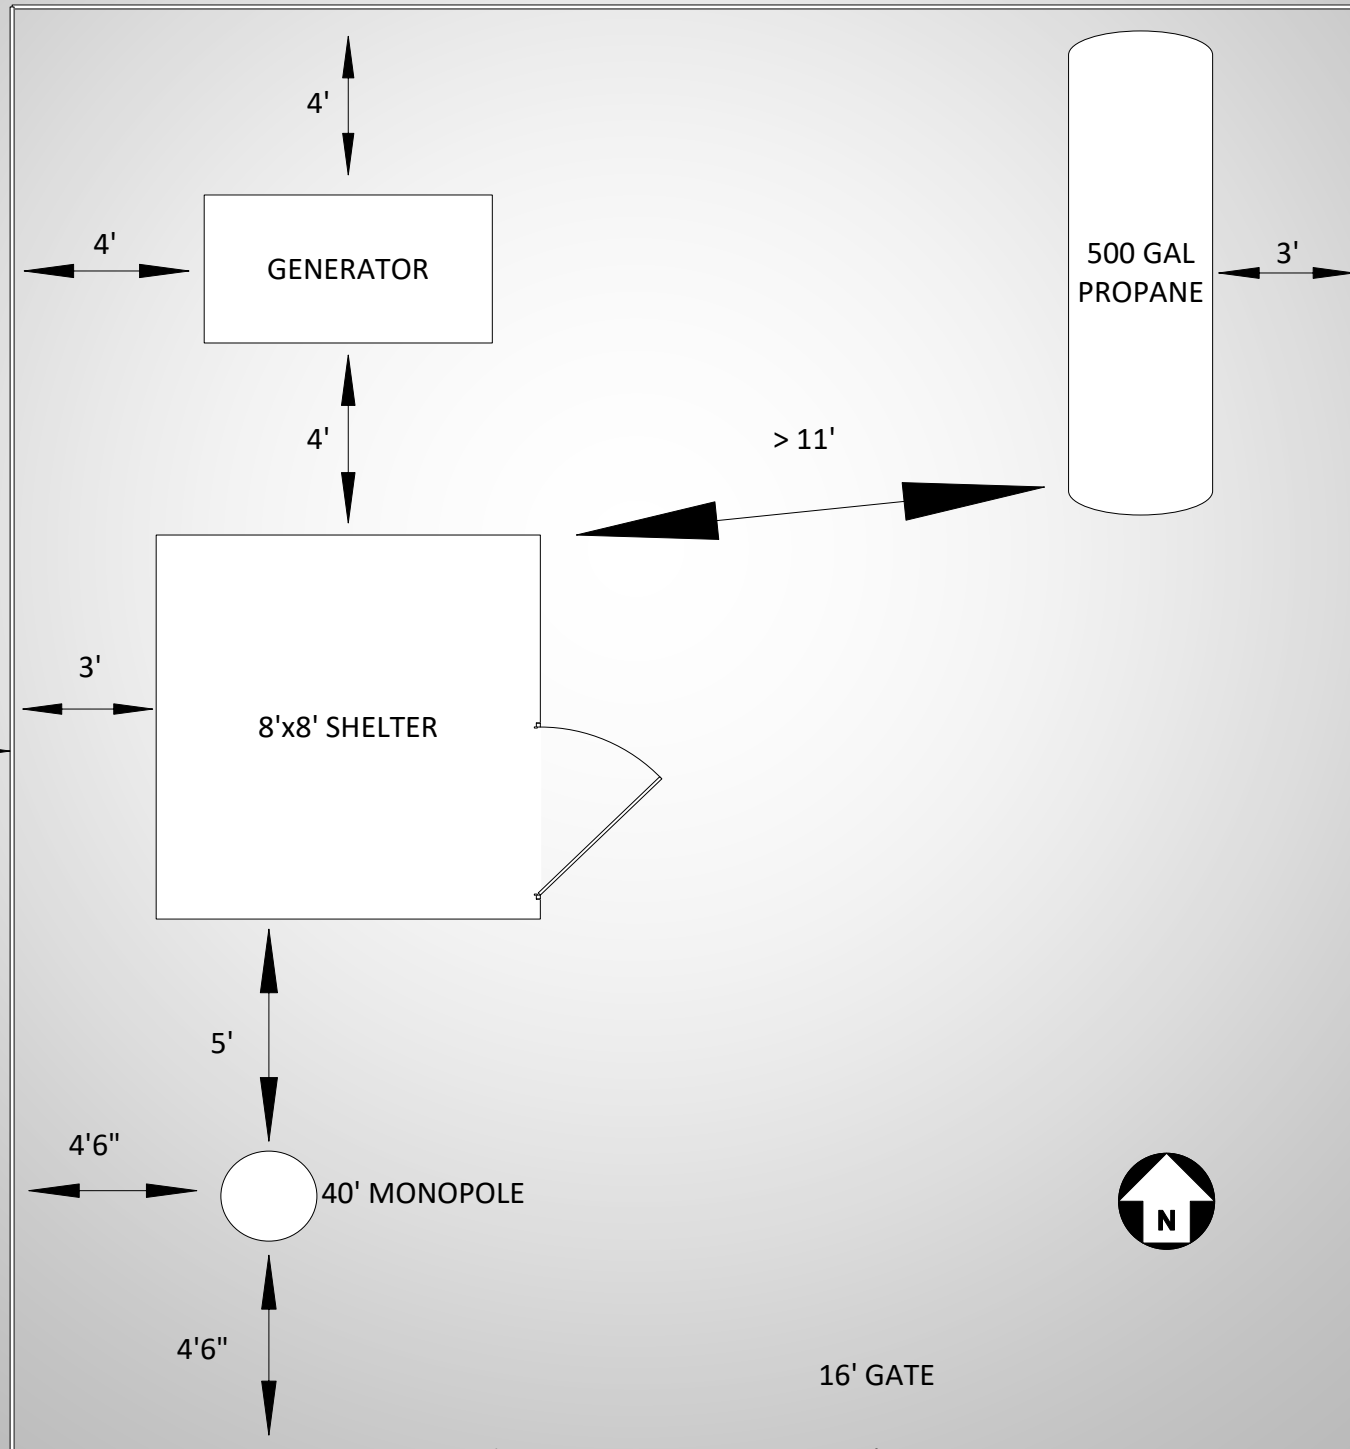 4'
4'
GENERATOR
500 GAL
PROPANE
3'
4'
> 11'
3'
8'x8' SHELTER
5'
4'6"
40' MONOPOLE
N
4'6"
16' GATE